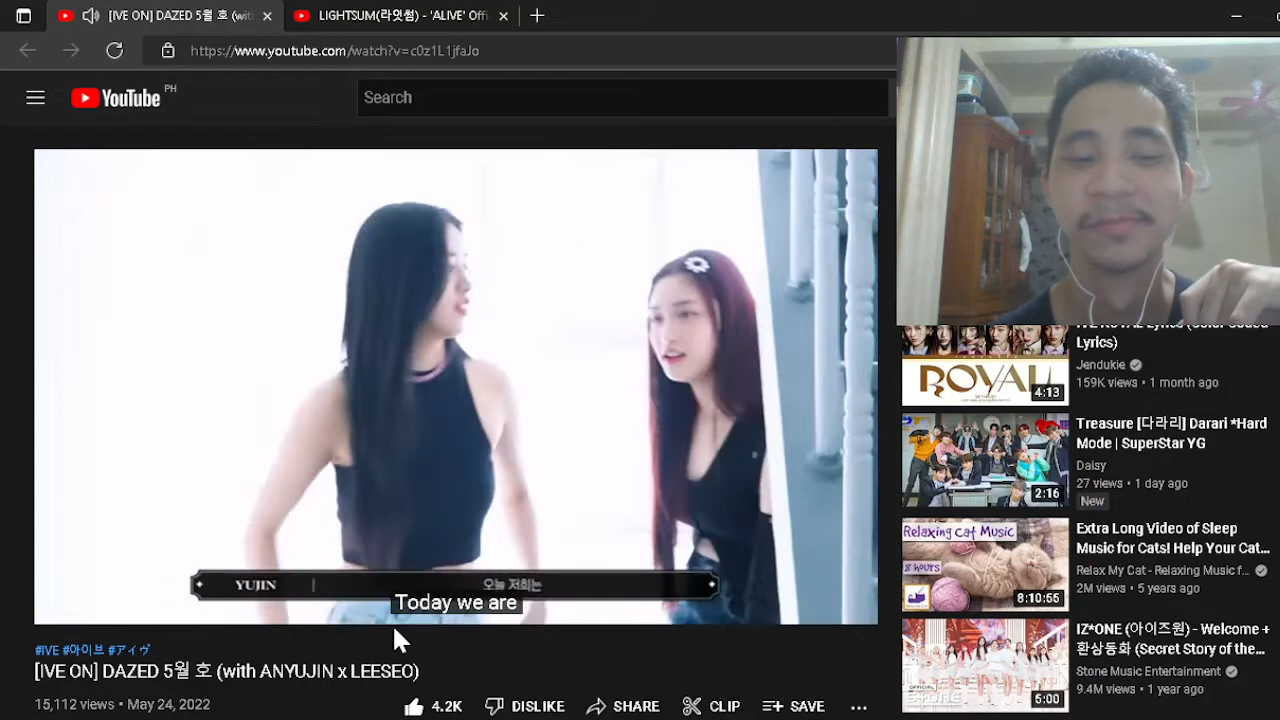 [IVE ON] DAZED 5월 호 (wit
LIGHTSUM(라잇썸) - 'ALIVE' Offi
https://www.youtube.com/watch?v=c0z1L1jfaJo
YouTube PH
Search
YUJIN | 오늘 저희는
Today we are
#IVE #아이브 #アイヴ
[IVE ON] DAZED 5월 호 (with ANYUJIN x LEESEO)
15,112 views • May 24, 2022
4.2K
DISLIKE
SHARE
CLIP
SAVE
ROYAL
4:13
Lyrics)
Jendukie
159K views • 1 month ago
2:16
Treasure [다라리] Darari *Hard
Mode | SuperStar YG
Daisy
27 views • 1 day ago
New
Relaxing Cat Music
8 hours
8:10:55
Extra Long Video of Sleep
Music for Cats! Help Your Cat...
Relax My Cat - Relaxing Music f...
2M views • 5 years ago
5:00
IZ*ONE (아이즈원) - Welcome +
환상동화 (Secret Story of the...
Stone Music Entertainment
9.4M views • 1 year ago